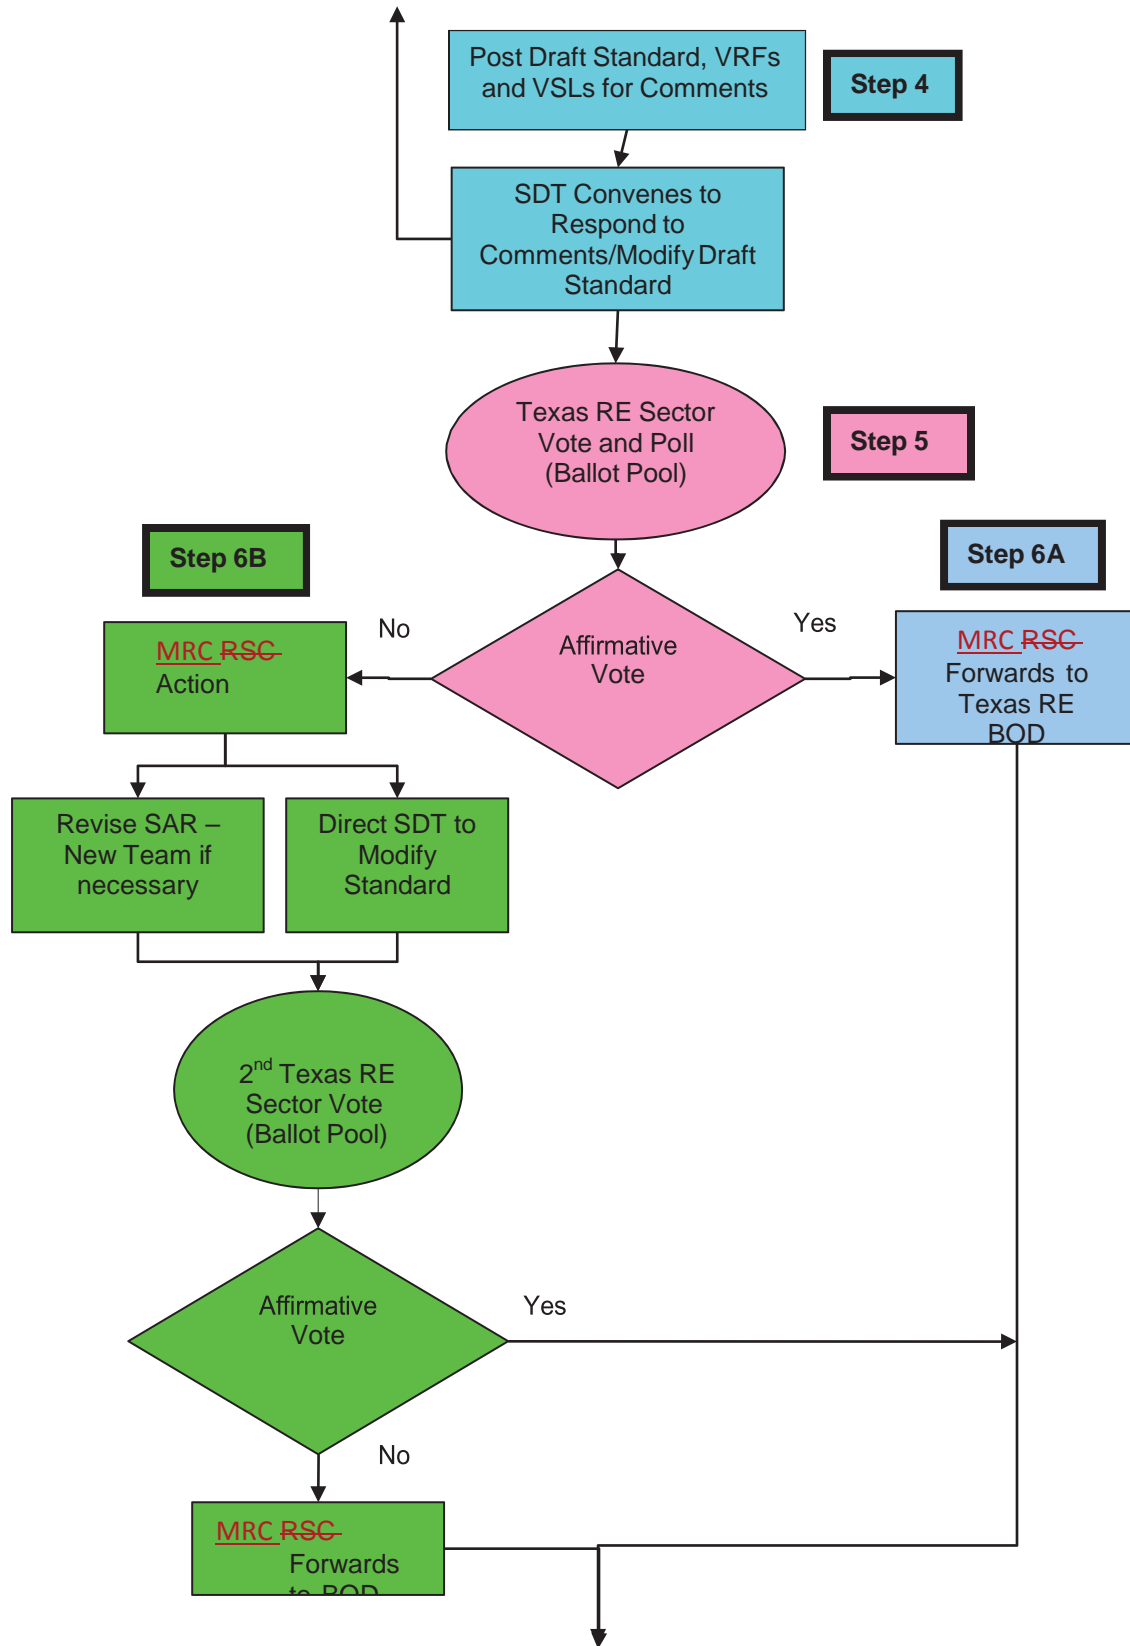 Post Draft Standard, VRFs
and VSLs for Comments
Step 4
SDT Convenes to
Respond to
Comments/Modify Draft
Standard
Texas RE Sector
Vote and Poll
(Ballot Pool)
Step 5
Step 6B
Step 6A
No
Yes
MRC RSC
Action
Affirmative
Vote
MRC RSC
Forwards to
Texas RE
BOD
Revise SAR –
New Team if
necessary
Direct SDT to
Modify
Standard
2nd Texas RE
Sector Vote
(Ballot Pool)
Affirmative
Vote
Yes
No
MRC RSC
Forwards
to BOD